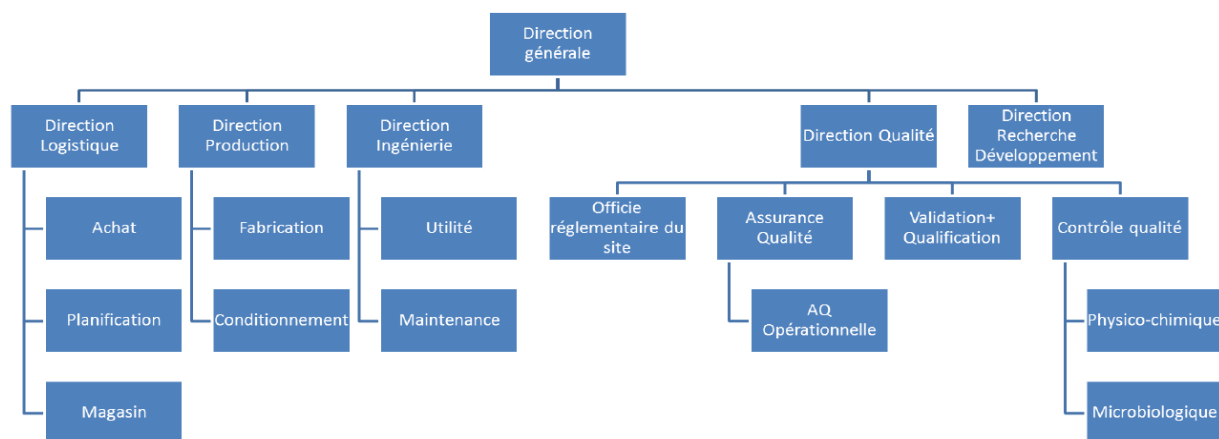 Direction
générale
Direction
Logistique
Direction
Production
Direction
Ingénierie
Direction Qualité
Direction
Recherche
Développement
Achat
Fabrication
Utilité
Officie
réglementaire du
site
Assurance
Qualité
Validation+
Qualification
Contrôle qualité
Planification
Conditionnement
Maintenance
AQ
Opérationnelle
Physico-chimique
Magasin
Microbiologique